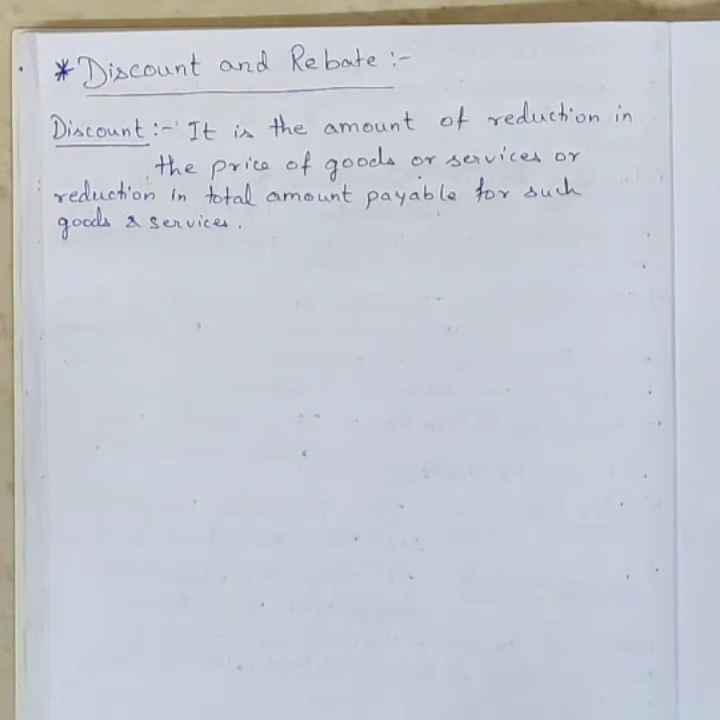 * Discount and Rebate :-
Discount :- It is the amount of reduction in
the price of goods or services or
reduction in total amount payable for such
goods & services.